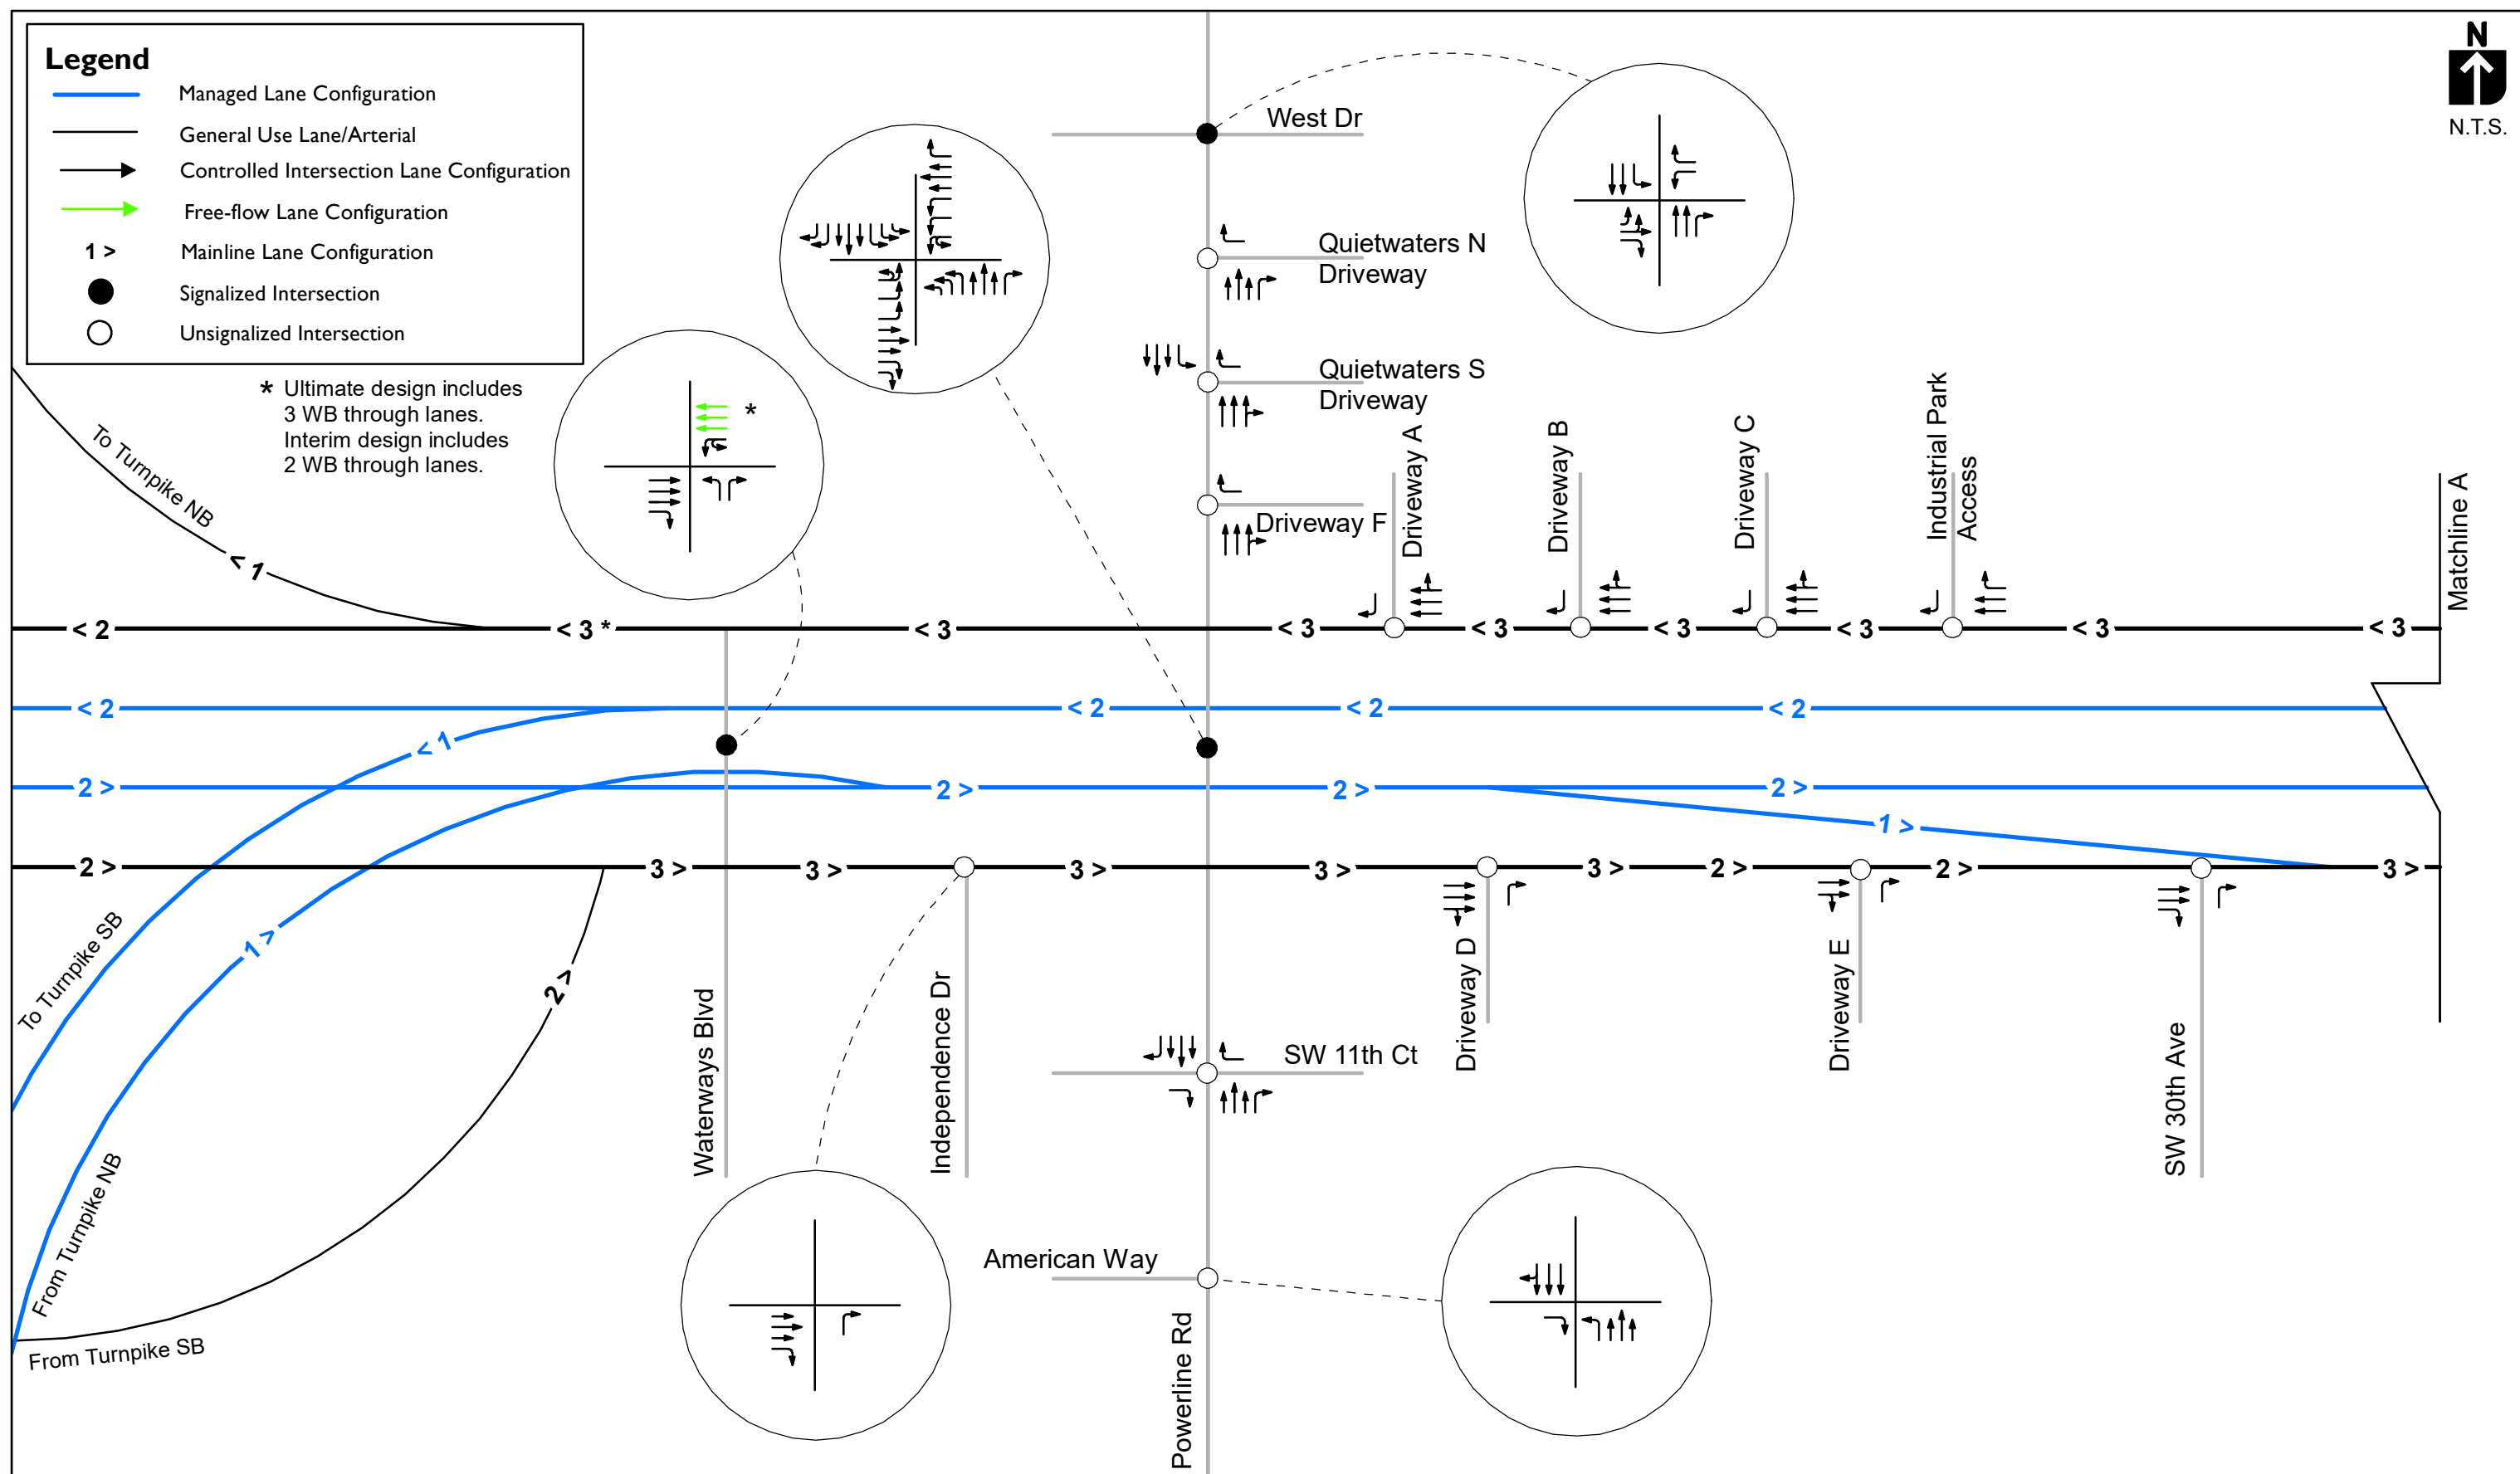 Legend
Managed Lane Configuration
General Use Lane/Arterial
Controlled Intersection Lane Configuration
Free-flow Lane Configuration
1 > Mainline Lane Configuration
Signalized Intersection
Unsignalized Intersection
* Ultimate design includes
3 WB through lanes.
Interim design includes
2 WB through lanes.
N
N.T.S.
West Dr
Quietwaters N
Driveway
Quietwaters S
Driveway
Driveway F
*
Driveway A
Driveway B
Driveway C
Industrial Park
Access
Matchline A
To Turnpike NB
< 1
< 2
< 3 *
< 3
< 3
< 3
< 3
< 3
< 3
< 3
< 2
< 2
< 2
< 2
< 1
2 >
2 >
2 >
2 >
1 >
2 >
3 >
3 >
3 >
3 >
3 >
2 >
2 >
3 >
To Turnpike SB
1 >
2 >
From Turnpike NB
From Turnpike SB
Waterways Blvd
Independence Dr
SW 11th Ct
Driveway D
Driveway E
SW 30th Ave
American Way
Powerline Rd